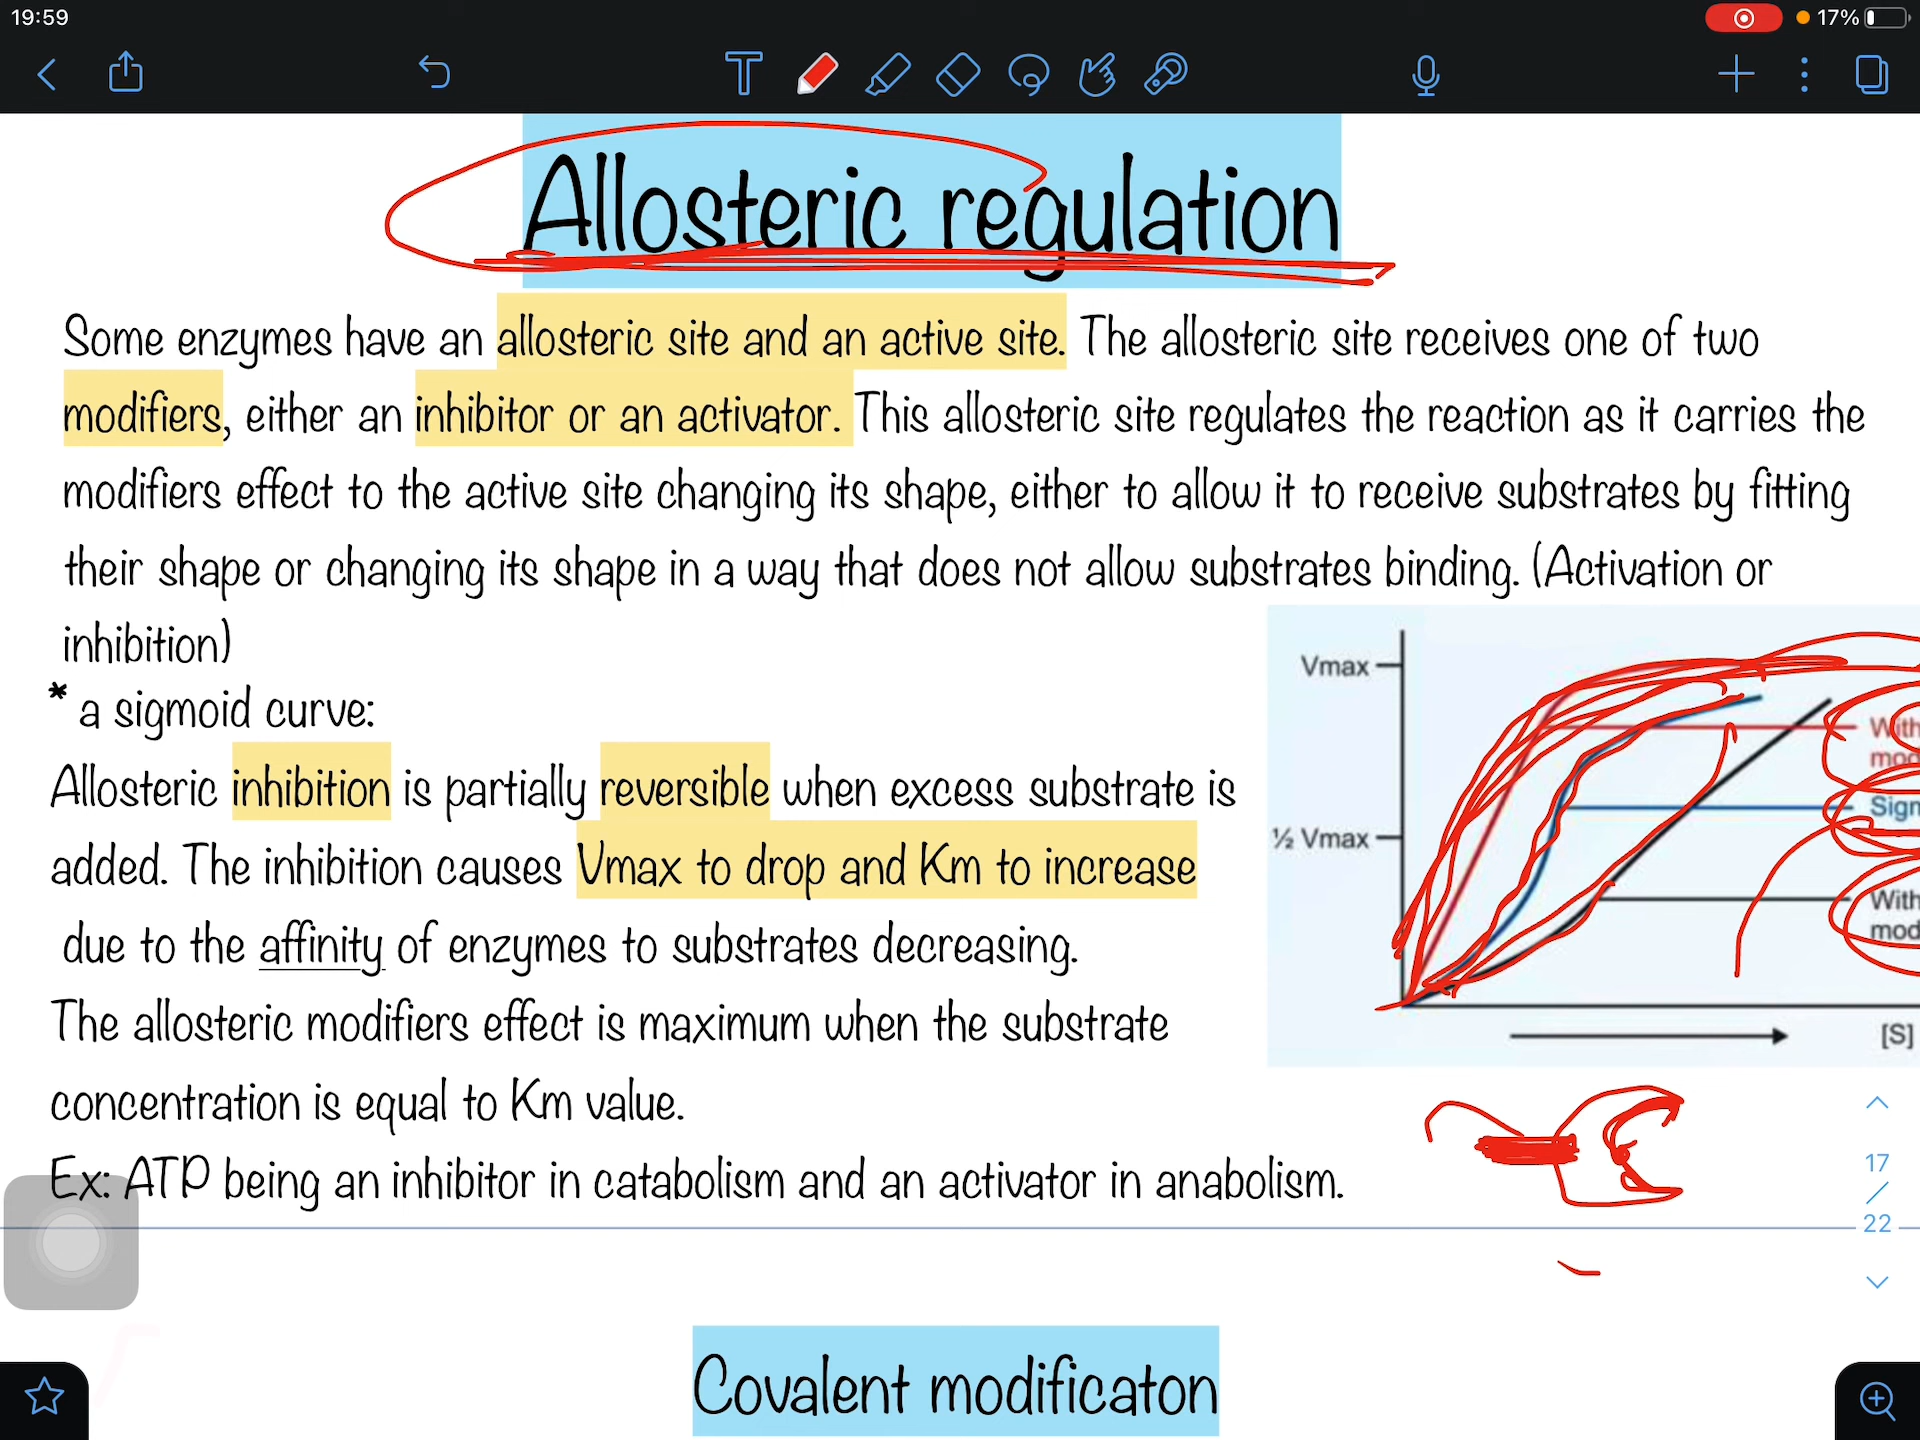 19:59
17%
Allosteric regulation
Some enzymes have an allosteric site and an active site. The allosteric site receives one of two
modifiers, either an inhibitor or an activator. This allosteric site regulates the reaction as it carries the
modifiers effect to the active site changing its shape, either to allow it to receive substrates by fitting
their shape or changing its shape in a way that does not allow substrates binding. (Activation or
inhibition)
* a sigmoid curve:
Allosteric inhibition is partially reversible when excess substrate is
added. The inhibition causes Vmax to drop and Km to increase
due to the affinity of enzymes to substrates decreasing.
The allosteric modifiers effect is maximum when the substrate
concentration is equal to Km value.
Ex: ATP being an inhibitor in catabolism and an activator in anabolism.
Vmax
½ Vmax
With
[S]
17
/
22
Covalent modificaton